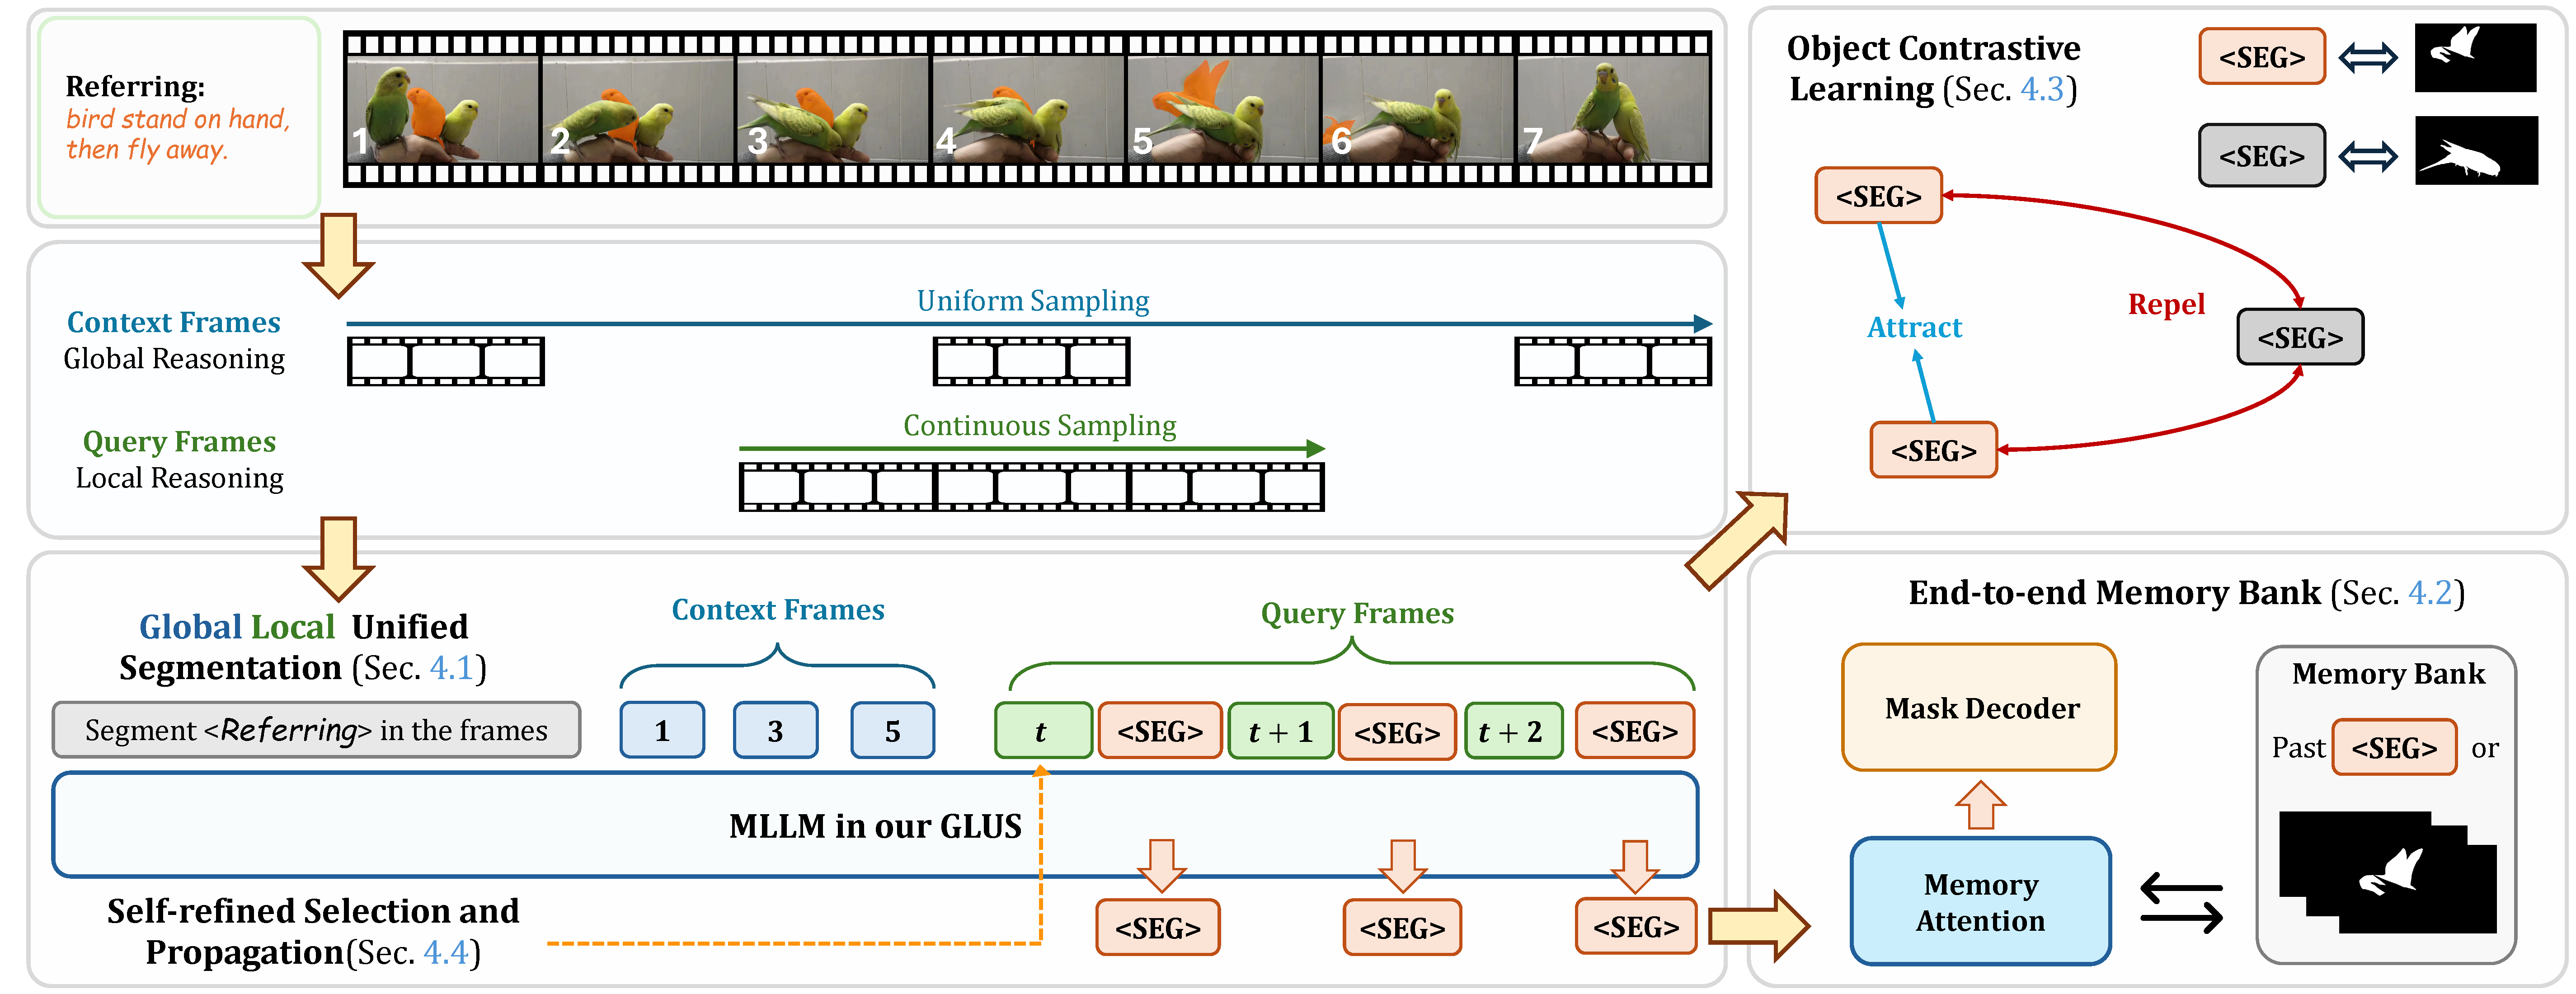 Referring:
bird stand on hand,
then fly away.
1 2 3 4 5 6 7
Context Frames
Global Reasoning
Uniform Sampling
Query Frames
Local Reasoning
Continuous Sampling
Global Local Unified
Segmentation (Sec. 4.1)
Context Frames
Query Frames
Segment <Referring> in the frames
1 3 5 t <SEG> t + 1 <SEG> t + 2 <SEG>
MLLM in our GLUS
Self-refined Selection and
Propagation(Sec. 4.4)
<SEG> <SEG> <SEG>
Object Contrastive
Learning (Sec. 4.3)
<SEG>
<SEG>
<SEG>
Repel
Attract
<SEG>
<SEG>
End-to-end Memory Bank (Sec. 4.2)
Mask Decoder
Memory
Attention
Memory Bank
Past <SEG> or